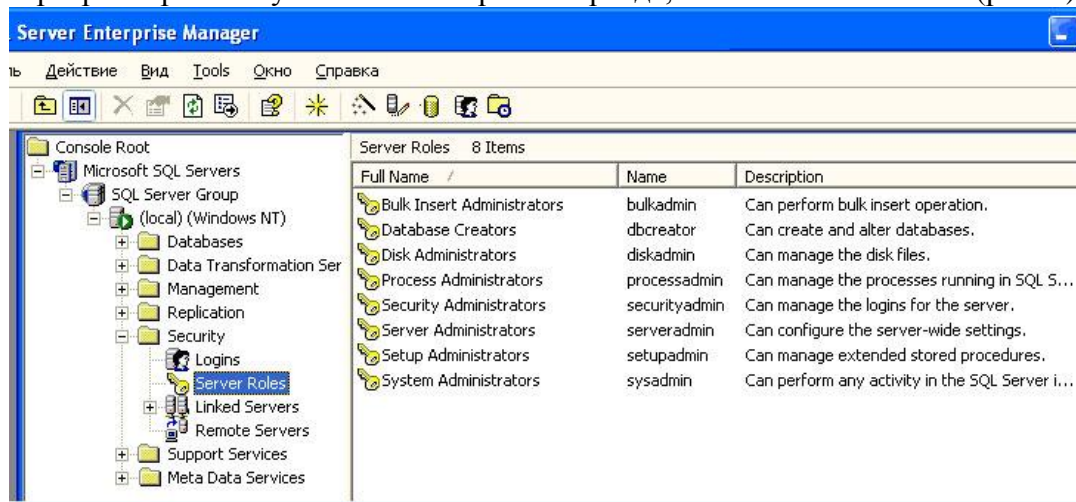 Server Enterprise Manager
ль Действие Вид Tools Окно Справка
Console Root
Microsoft SQL Servers
SQL Server Group
(local) (Windows NT)
Databases
Data Transformation Ser
Management
Replication
Security
Logins
Server Roles
Linked Servers
Remote Servers
Support Services
Meta Data Services
Server Roles 8 Items
Full Name / Name Description
Bulk Insert Administrators bulkadmin Can perform bulk insert operation.
Database Creators dbcreator Can create and alter databases.
Disk Administrators diskadmin Can manage the disk files.
Process Administrators processadmin Can manage the processes running in SQL S...
Security Administrators securityadmin Can manage the logins for the server.
Server Administrators serveradmin Can configure the server-wide settings.
Setup Administrators setupadmin Can manage extended stored procedures.
System Administrators sysadmin Can perform any activity in the SQL Server i...